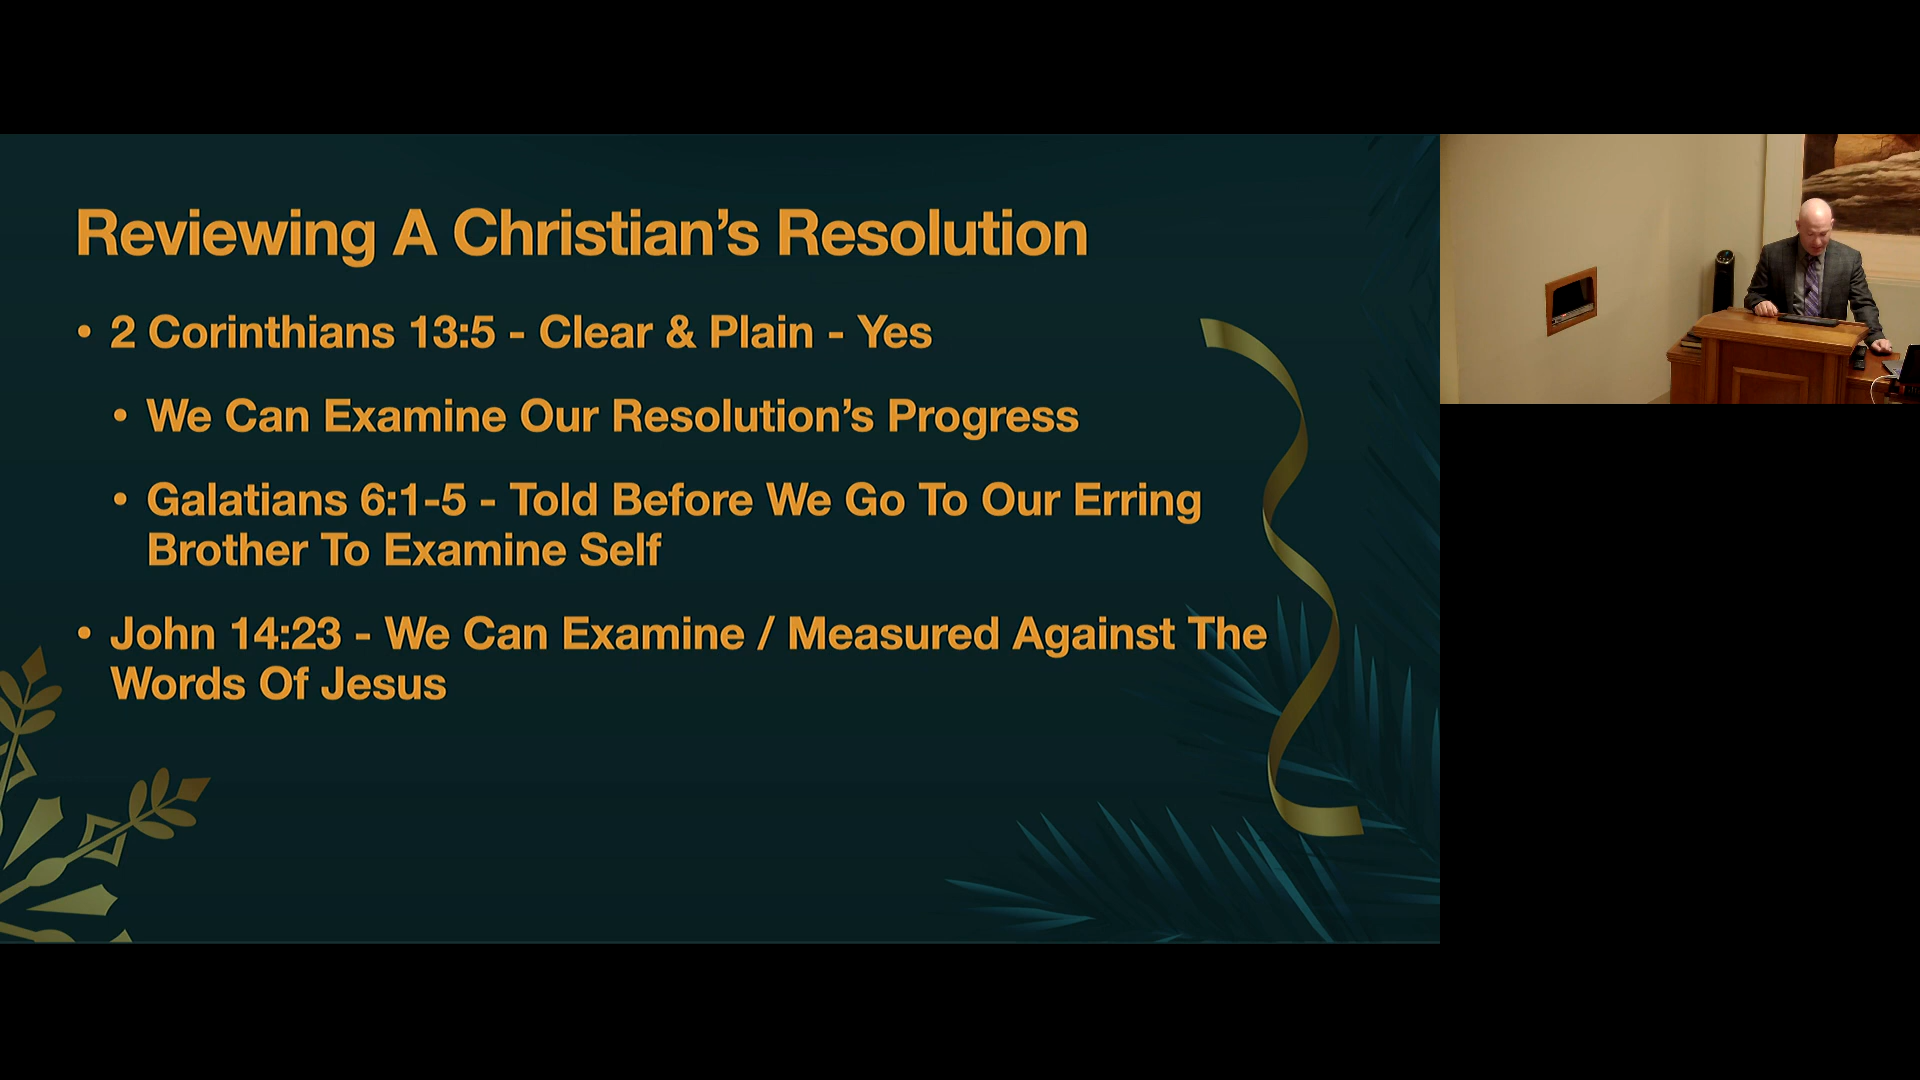 Reviewing A Christian’s Resolution
• 2 Corinthians 13:5 - Clear & Plain - Yes
• We Can Examine Our Resolution’s Progress
• Galatians 6:1-5 - Told Before We Go To Our Erring
Brother To Examine Self
• John 14:23 - We Can Examine / Measured Against The
Words Of Jesus